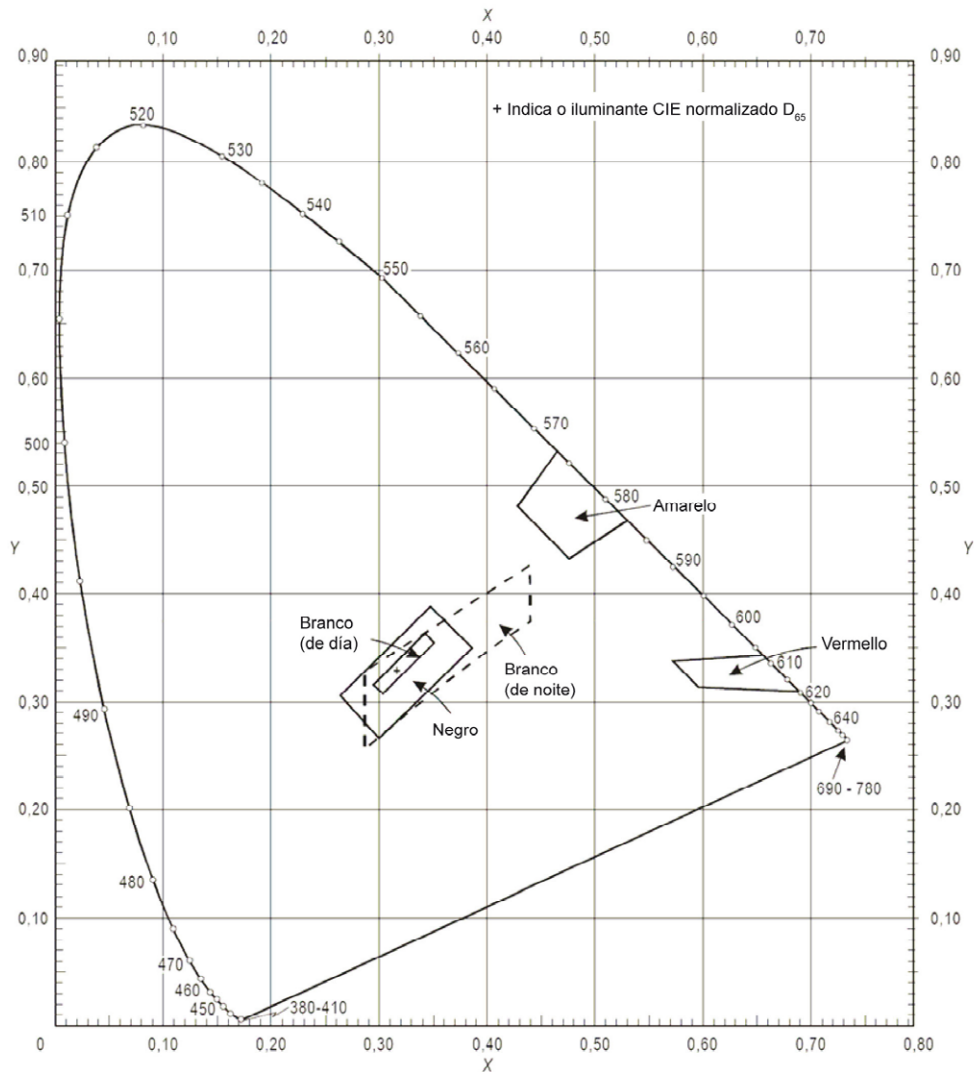 X
0,10 0,20 0,30 0,40 0,50 0,60 0,70
0,90 0,90
+ Indica o iluminante CIE normalizado D65
520
530
0,80 0,80
510
540
0,70 550 0,70
560
0,60 0,60
570
500
0,50 580 0,50
Amarelo
Y Y
590
0,40 0,40
600
Branco
(de día)
Vermello
610
Branco
(de noite)
0,30 620 0,30
490
640
Negro
690 - 780
0,20 0,20
480
0,10 0,10
470
460
450
380-410
0 0,10 0,20 0,30 0,40 0,50 0,60 0,70 0,80
X